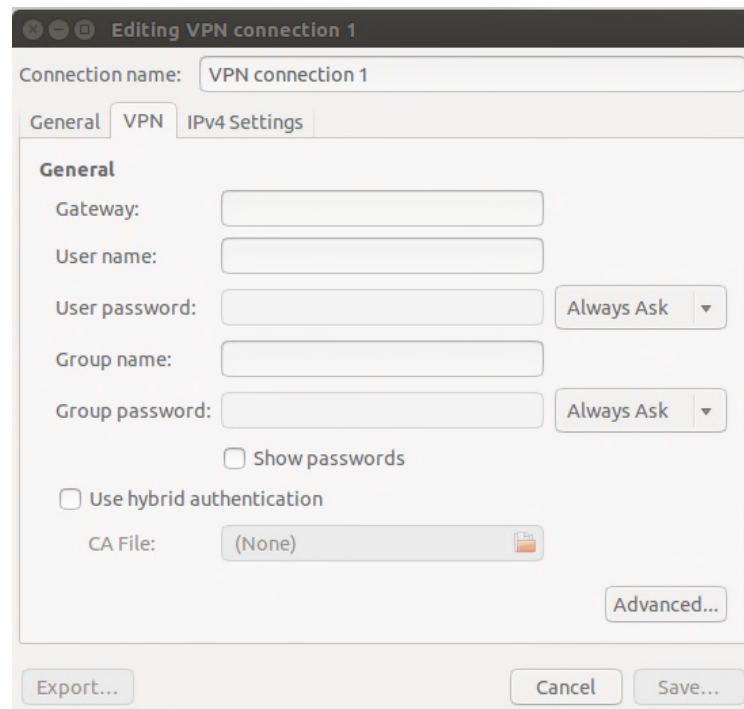 Editing VPN connection 1
Connection name: VPN connection 1
General VPN IPv4 Settings
General
Gateway:
User name:
User password: Always Ask
Group name:
Group password: Always Ask
Show passwords
Use hybrid authentication
CA File: (None)
Advanced...
Export... Cancel Save...